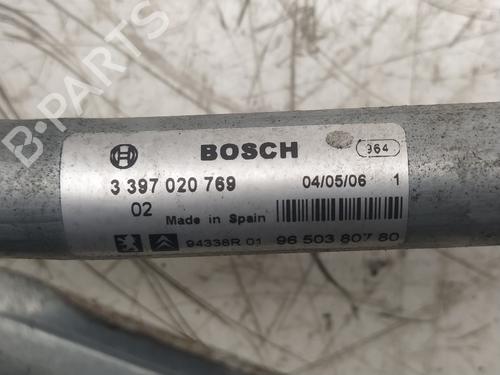 B-PARTS
BOSCH
964
3 397 020 769
04/05/06 1
02
Made in Spain
94338R 01
96 503 807 80